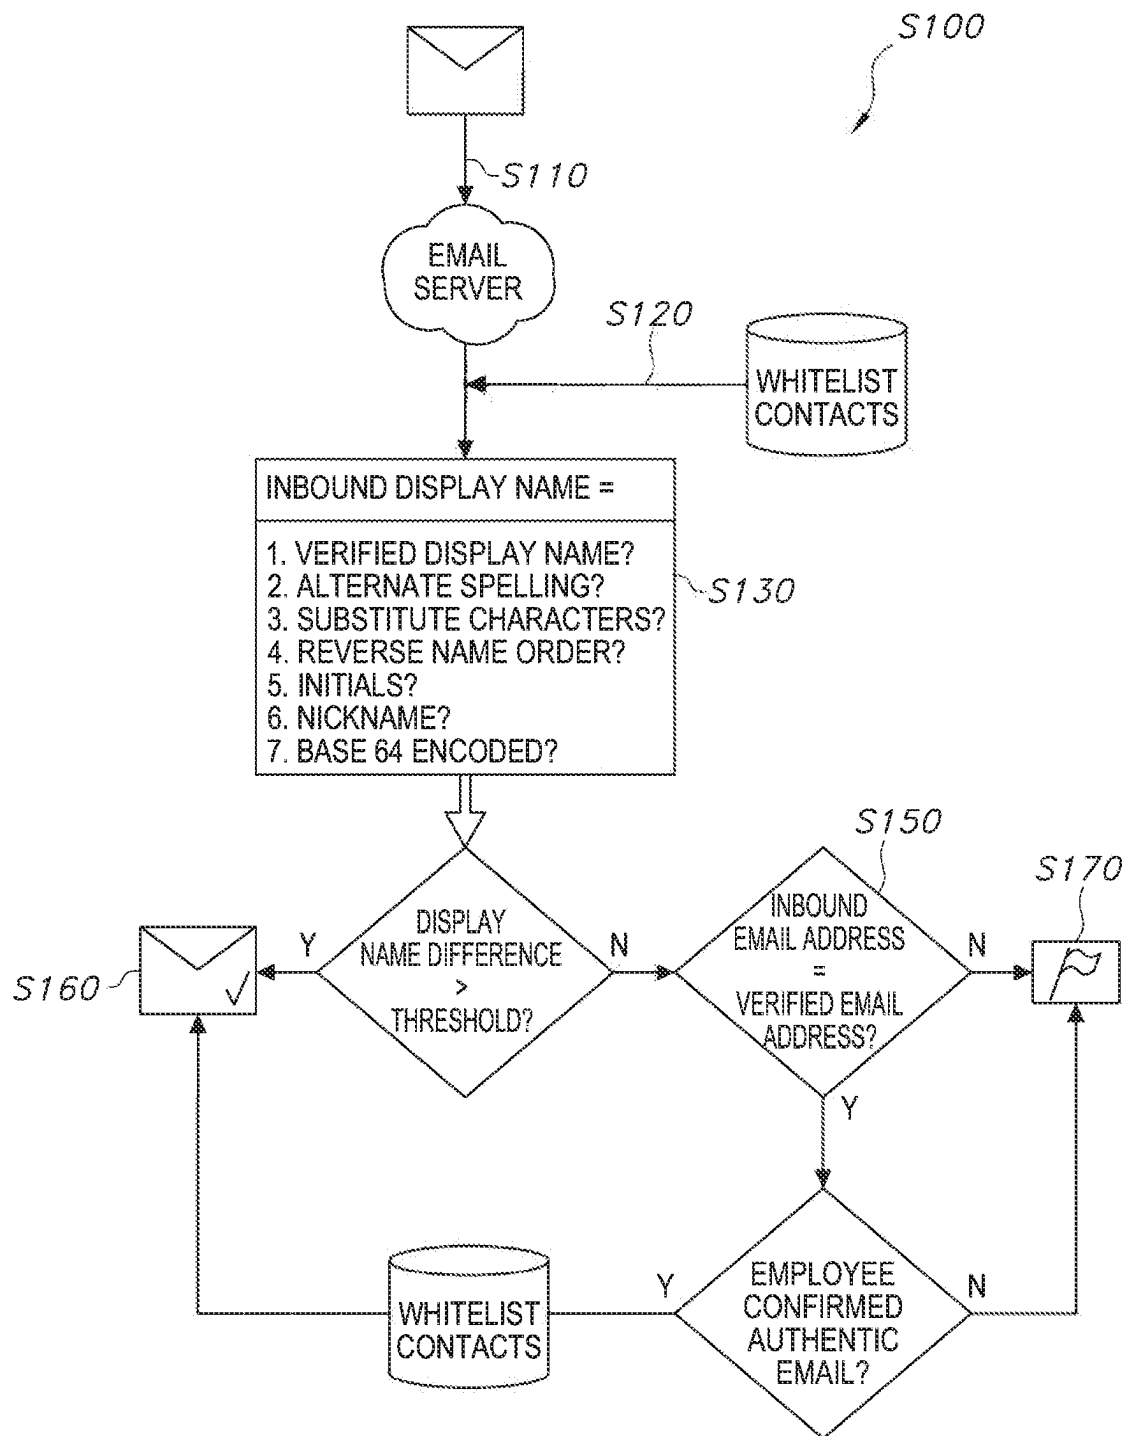 S100
S110
EMAIL
SERVER
S120
WHITELIST
CONTACTS
INBOUND DISPLAY NAME =
1. VERIFIED DISPLAY NAME?
2. ALTERNATE SPELLING?
3. SUBSTITUTE CHARACTERS?
4. REVERSE NAME ORDER?
5. INITIALS?
6. NICKNAME?
7. BASE 64 ENCODED?
S130
S150
S170
S160
Y
DISPLAY
NAME DIFFERENCE
>
THRESHOLD?
N
INBOUND
EMAIL ADDRESS
=
VERIFIED EMAIL
ADDRESS?
N
Y
WHITELIST
CONTACTS
Y
EMPLOYEE
CONFIRMED
AUTHENTIC
EMAIL?
N